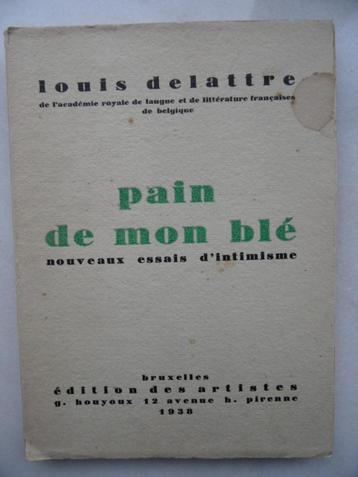 louis delattre
de l'académie royale de langue et de littérature françaises
de belgique
pain
de mon blé
nouveaux essais d'intimisme
bruxelles
édition des artistes
g. houyoux 12 avenue h. pirenne
1938